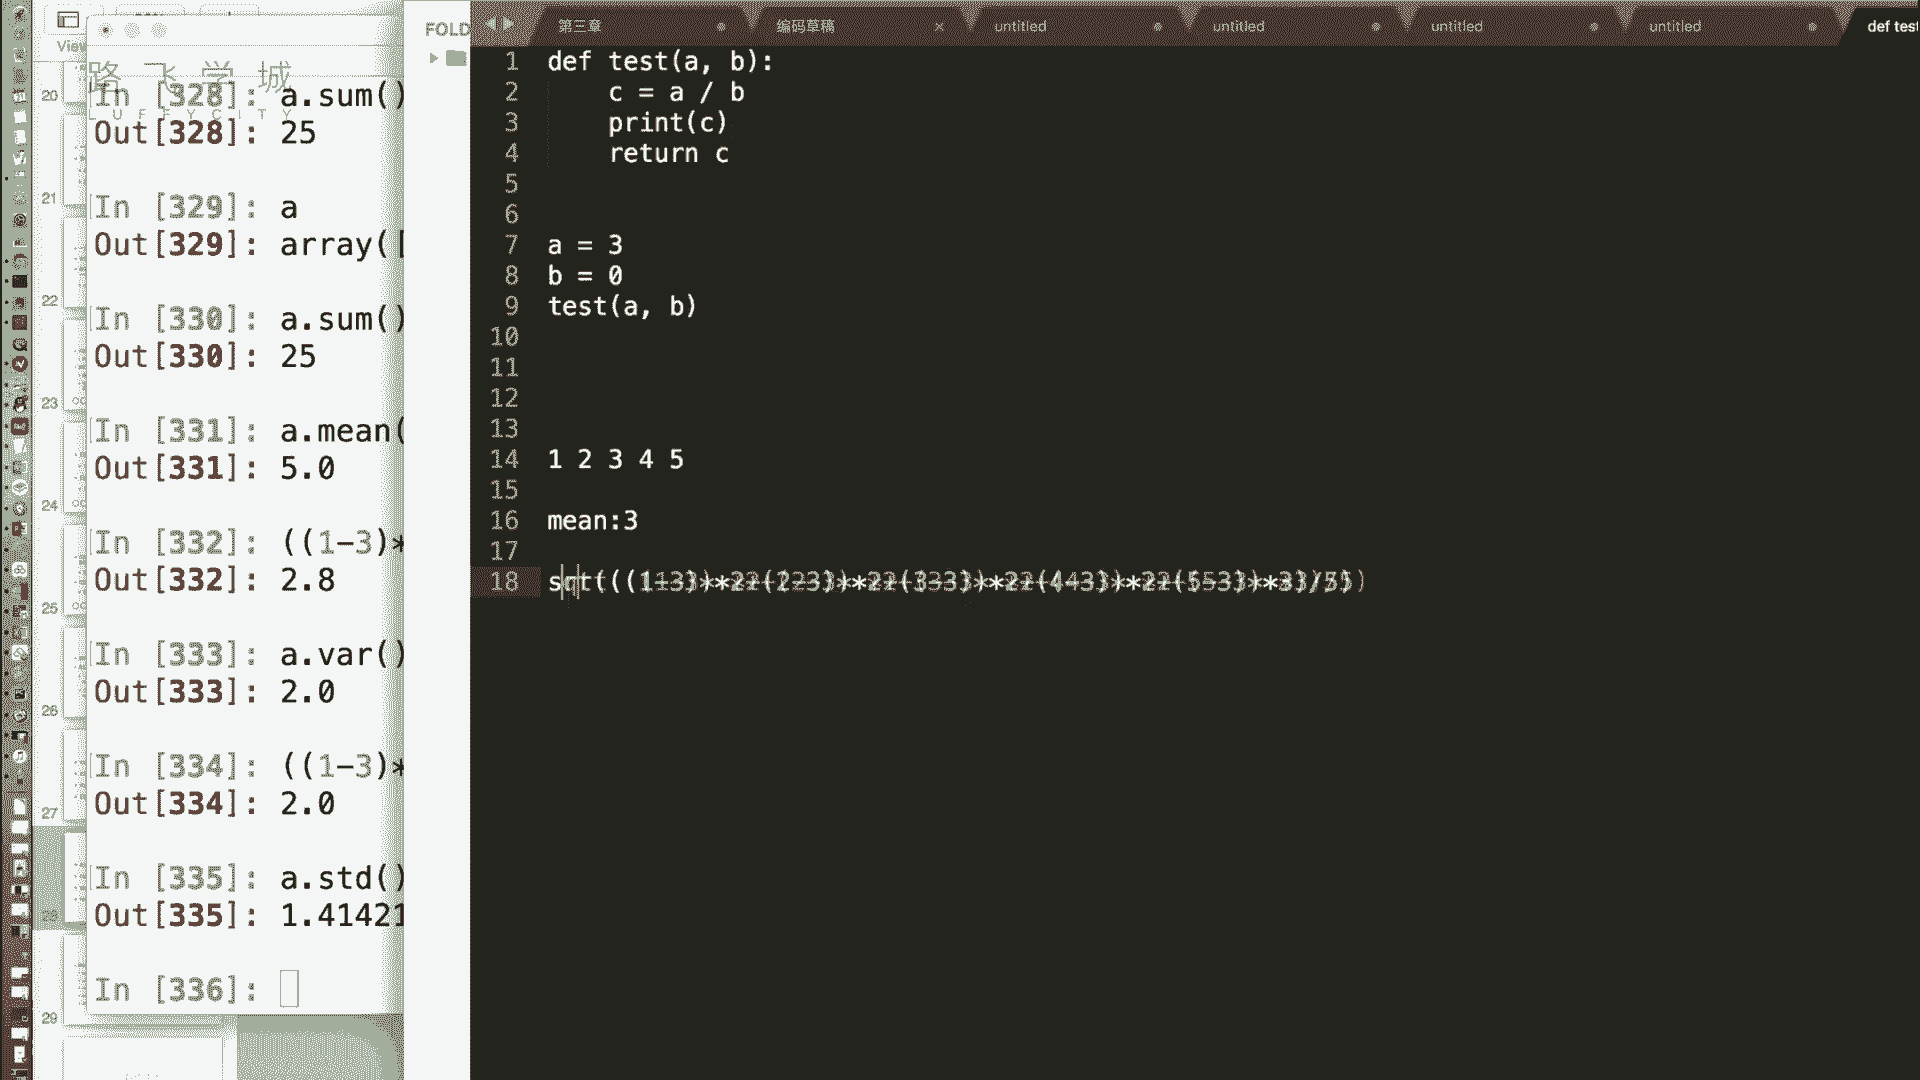 View
路 飞 学 城
LUFFYCITY
20
21
22
23
24
25
26
27
28
29
In [328]: a.sum()
Out[328]: 25
In [329]: a
Out[329]: array([
In [330]: a.sum()
Out[330]: 25
In [331]: a.mean(
Out[331]: 5.0
In [332]: ((1-3)*
Out[332]: 2.8
In [333]: a.var()
Out[333]: 2.0
In [334]: ((1-3)*
Out[334]: 2.0
In [335]: a.std()
Out[335]: 1.41421
In [336]:
FOLD
第三章
编码草稿
untitled
untitled
untitled
untitled
def test
1 def test(a, b):
2 c = a / b
3 print(c)
4 return c
5
6
7 a = 3
8 b = 0
9 test(a, b)
10
11
12
13
14 1 2 3 4 5
15
16 mean:3
17
18